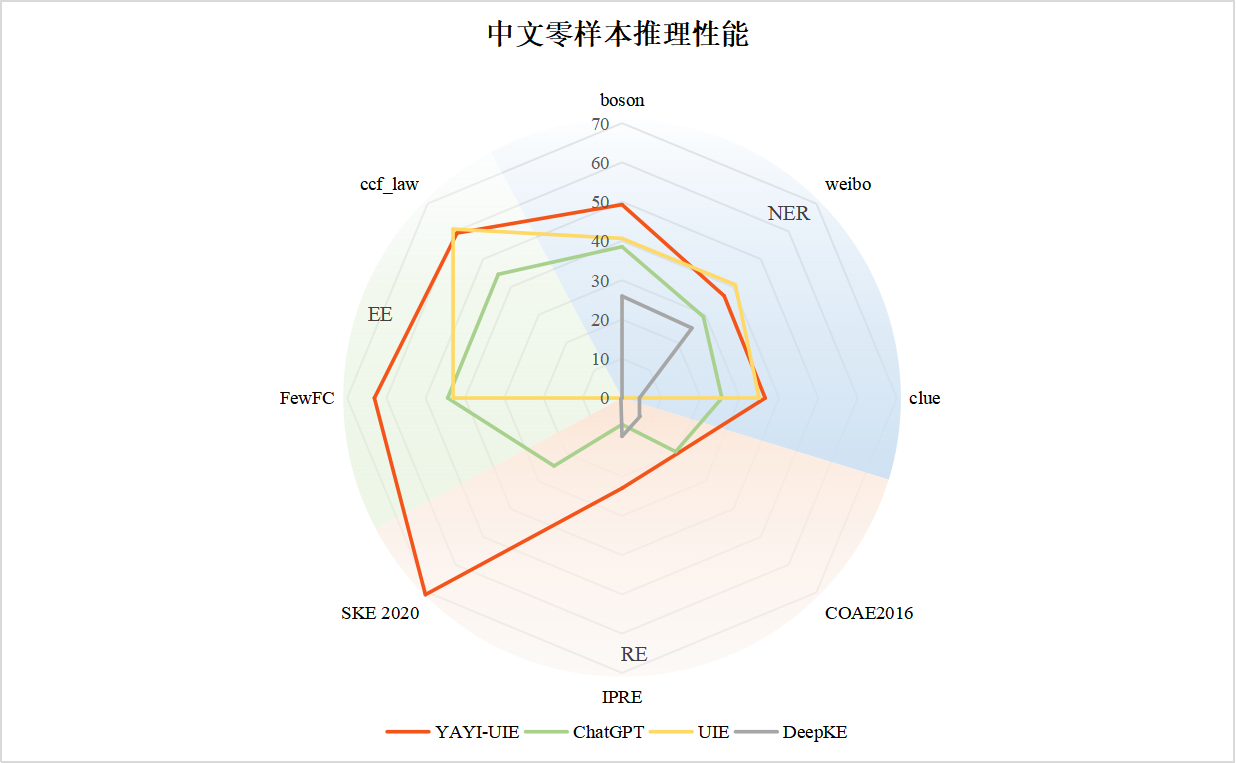 中文零样本推理性能
boson
70
60
50
40
30
20
10
0
weibo
NER
clue
COAE2016
RE
IPRE
SKE 2020
FewFC
EE
ccf_law
YAYI-UIE ChatGPT UIE DeepKE